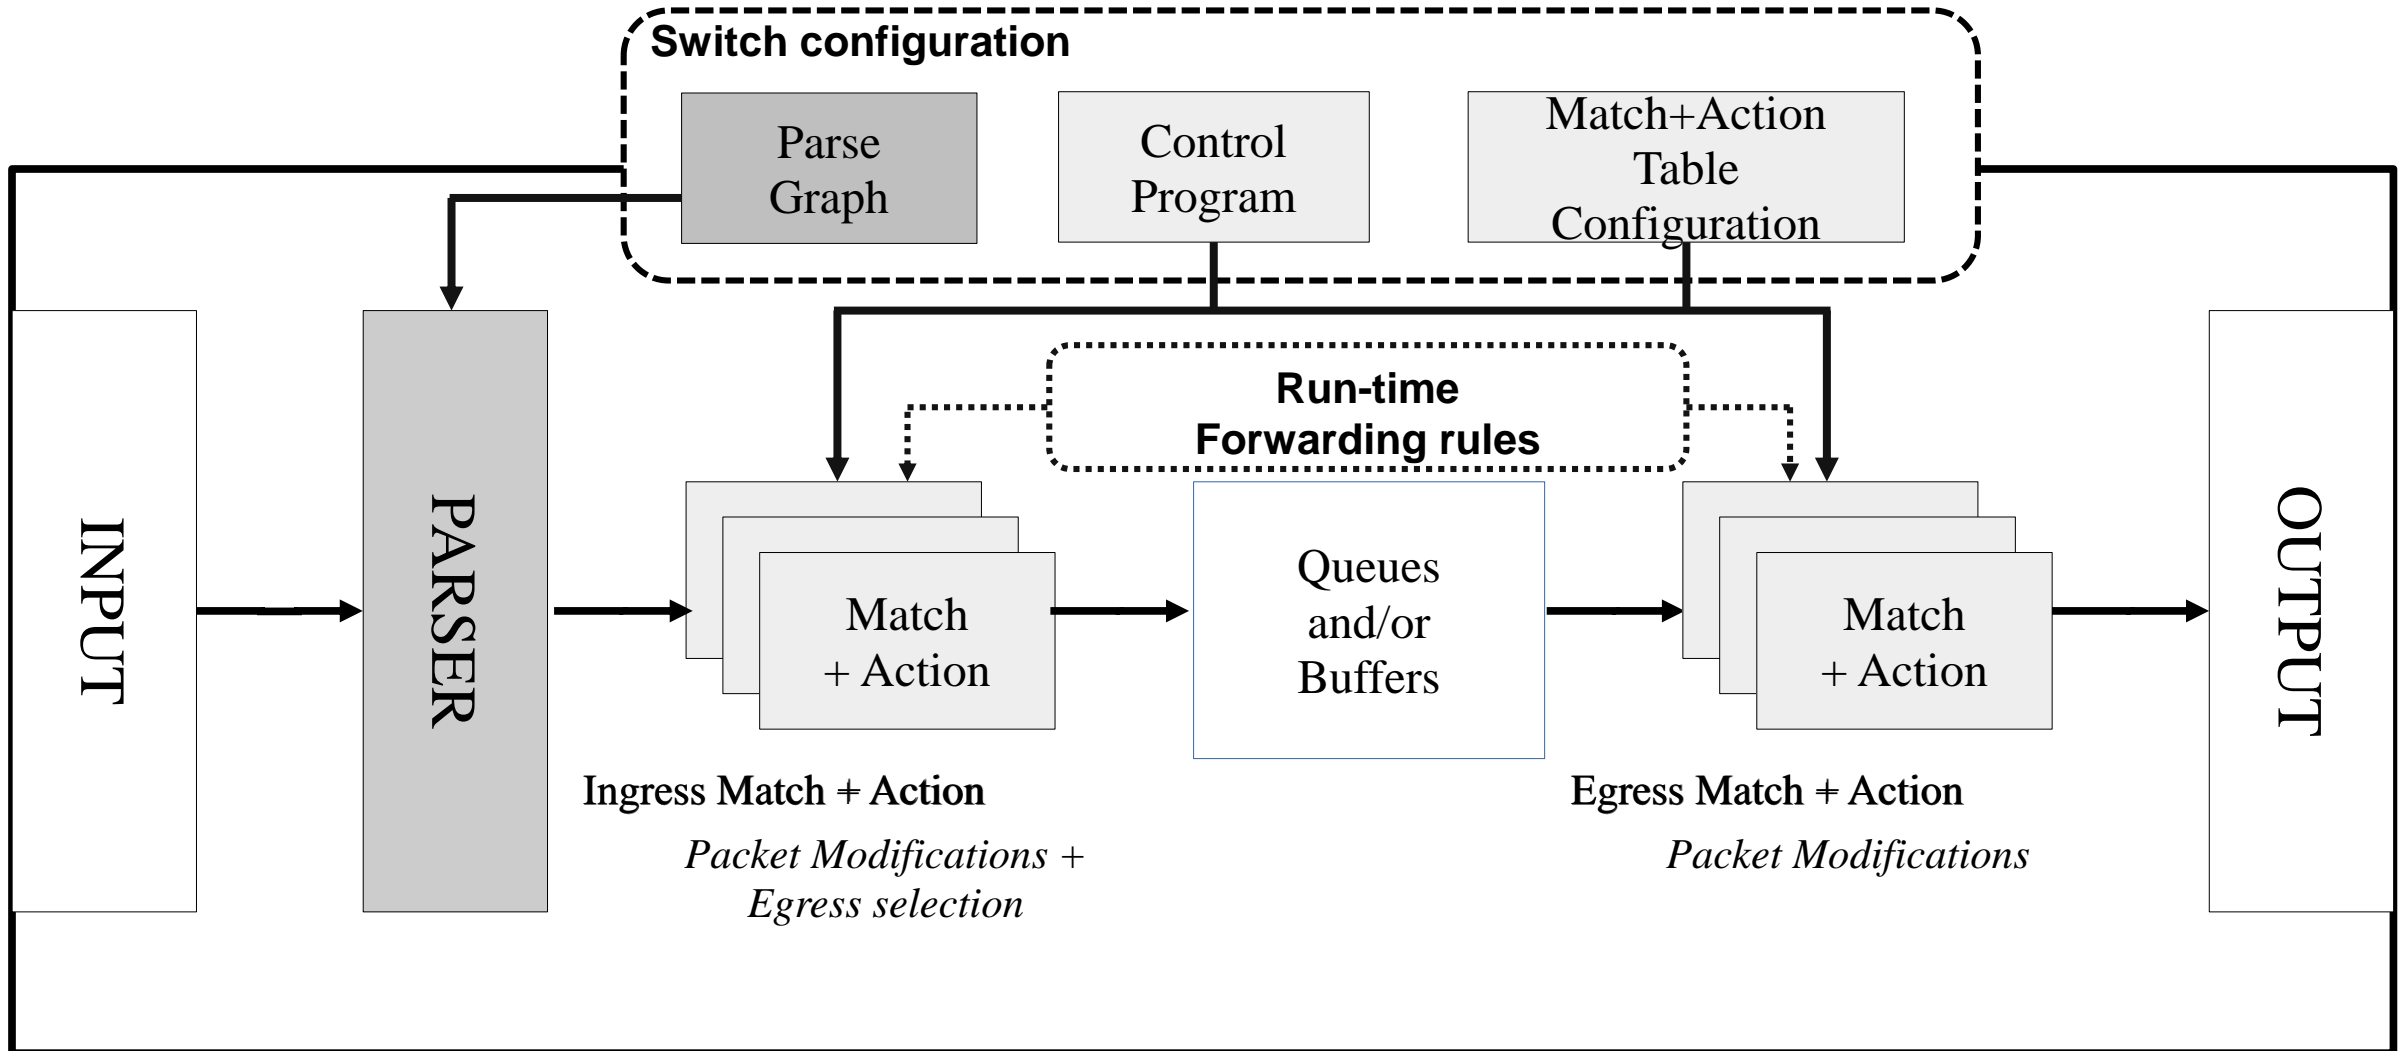 Switch configuration
Parse
Graph
Control
Program
Match+Action
Table
Configuration
Run-time
Forwarding rules
INPUT
PARSER
Match
+ Action
Queues
and/or
Buffers
Match
+ Action
OUTPUT
Ingress Match + Action
Packet Modifications +
Egress selection
Egress Match + Action
Packet Modifications